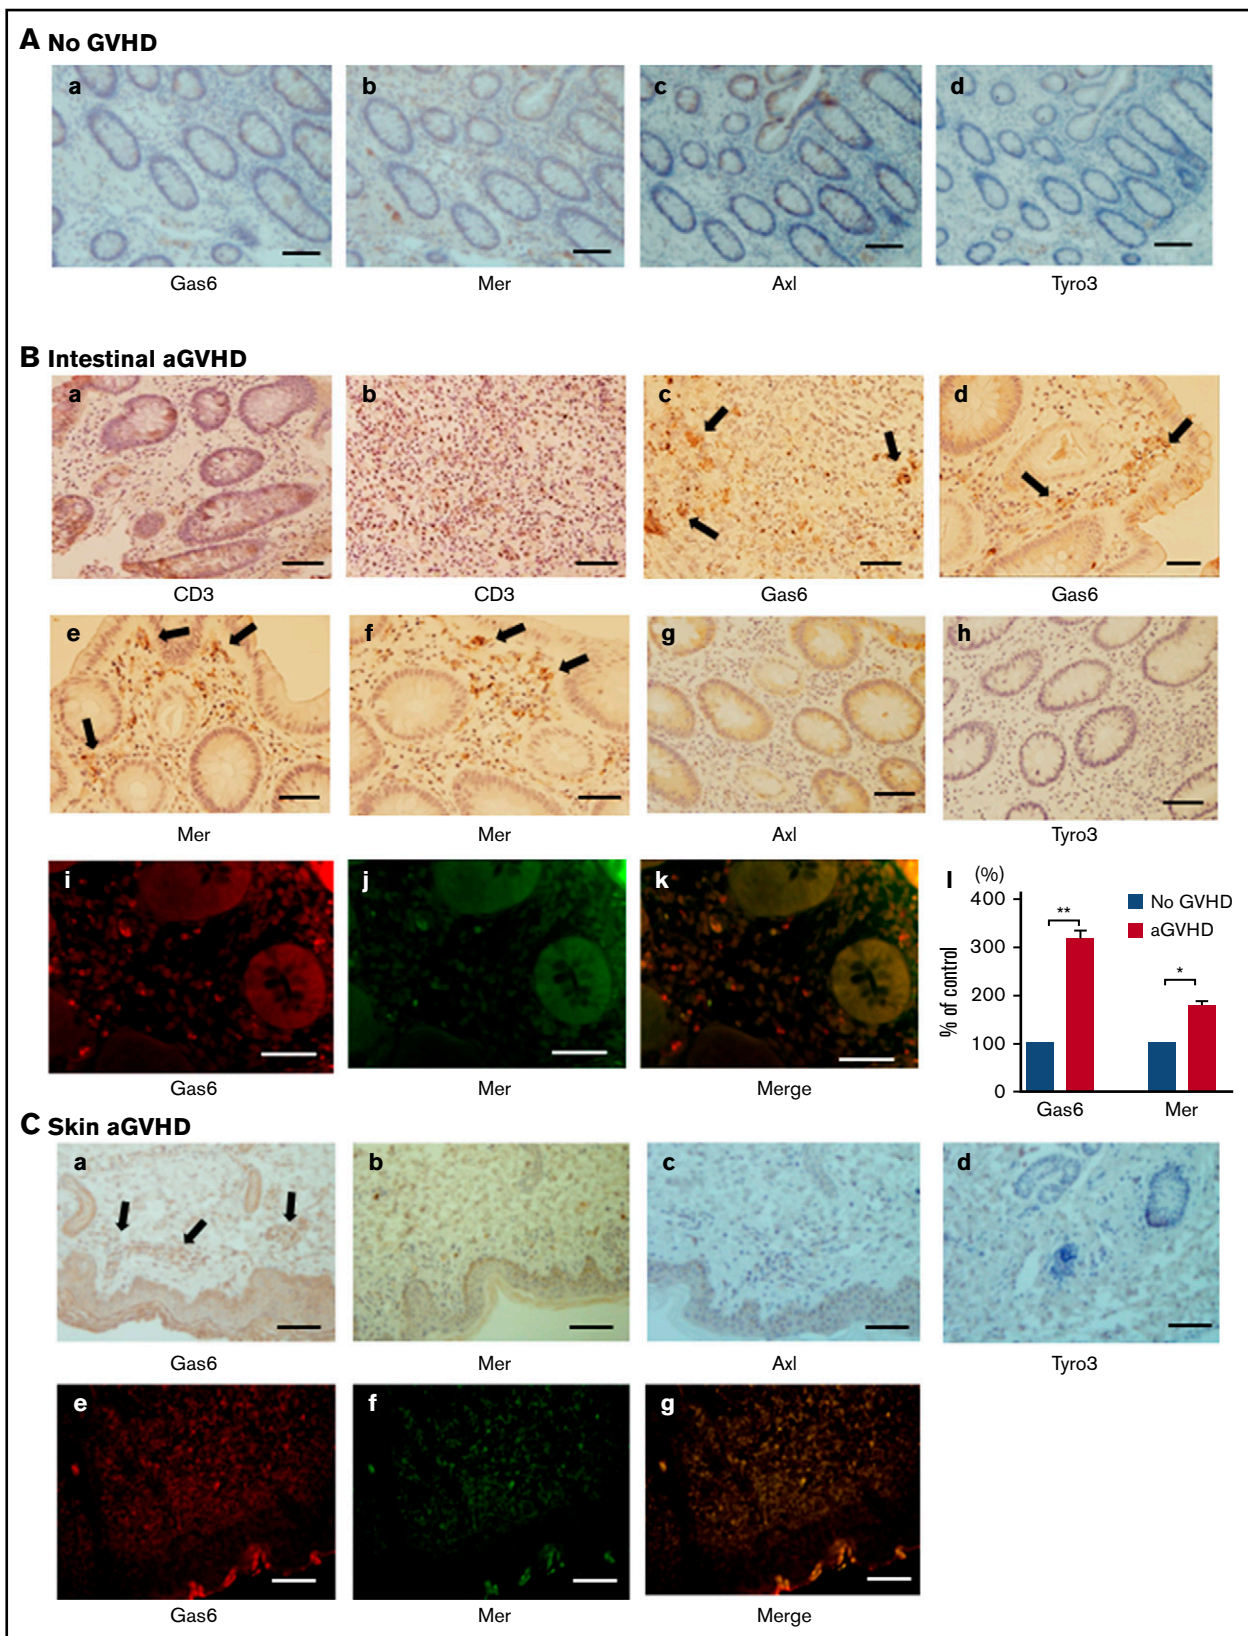 A No GVHD
a b c d
Gas6 Mer Axl Tyro3
B Intestinal aGVHD
a b c d
CD3 CD3 Gas6 Gas6
e f g h
Mer Mer Axl Tyro3
i j k l
Gas6 Mer Merge
(%)
% of control
400
300
200
100
0
** *
No GVHD
aGVHD
Gas6 Mer
C Skin aGVHD
a b c d
Gas6 Mer Axl Tyro3
e f g
Gas6 Mer Merge